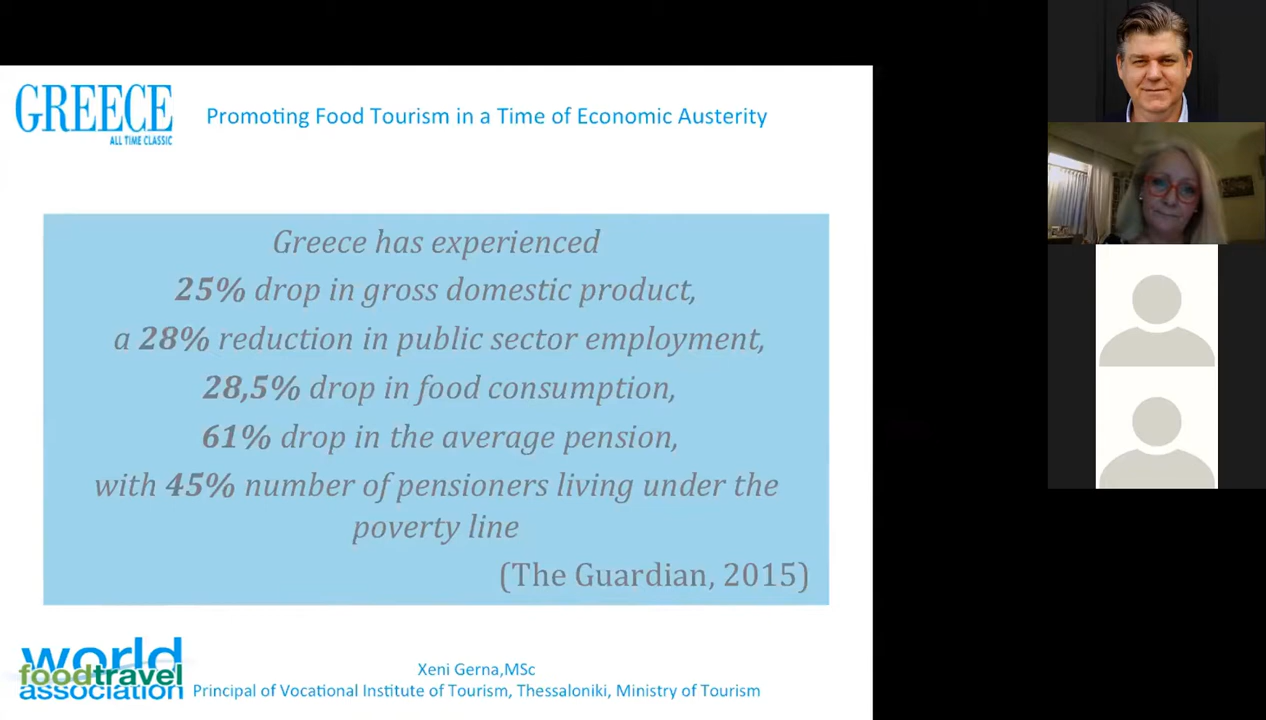 GREECE
ALL TIME CLASSIC
Promoting Food Tourism in a Time of Economic Austerity
Greece has experienced
25% drop in gross domestic product,
a 28% reduction in public sector employment,
28,5% drop in food consumption,
61% drop in the average pension,
with 45% number of pensioners living under the
poverty line
(The Guardian, 2015)
world
foodtravel
association
Xeni Gerna,MSc
Principal of Vocational Institute of Tourism, Thessaloniki, Ministry of Tourism